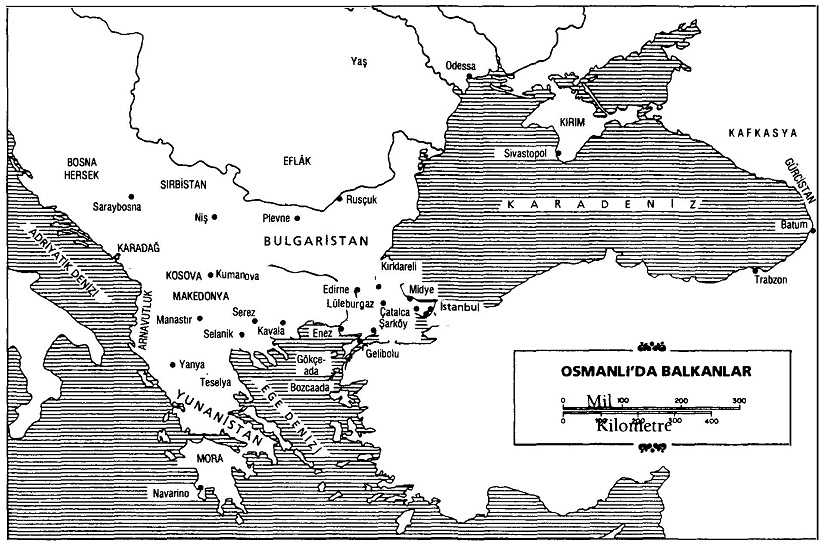 Yaş
Odessa
KIRIM
Sivastopol
KAFKASYA
GÜRCİSTAN
BOSNA
HERSEK
SIRBİSTAN
EFLÂK
Saraybosna
Niş
Plevne
Rusçuk
KARADENİZ
Batum
ADRİYATİK DENİZİ
KARADAĞ
BULGARİSTAN
KOSOVA
Kumanova
Kırklareli
Trabzon
MAKEDONYA
Edirne
Midye
Lüleburgaz
İstanbul
ARNAVUTLUK
Manastır
Serez
Çatalca
Selanik
Kavala
Enez
Şarköy
Gelibolu
Yanya
Teselya
Gökçe-
ada
Bozcaada
YUNANİSTAN
EGE DENİZİ
MORA
Navarino
OSMANLI'DA BALKANLAR
0 Mil 100 200 300
0 100 200 300 400
Kilometre